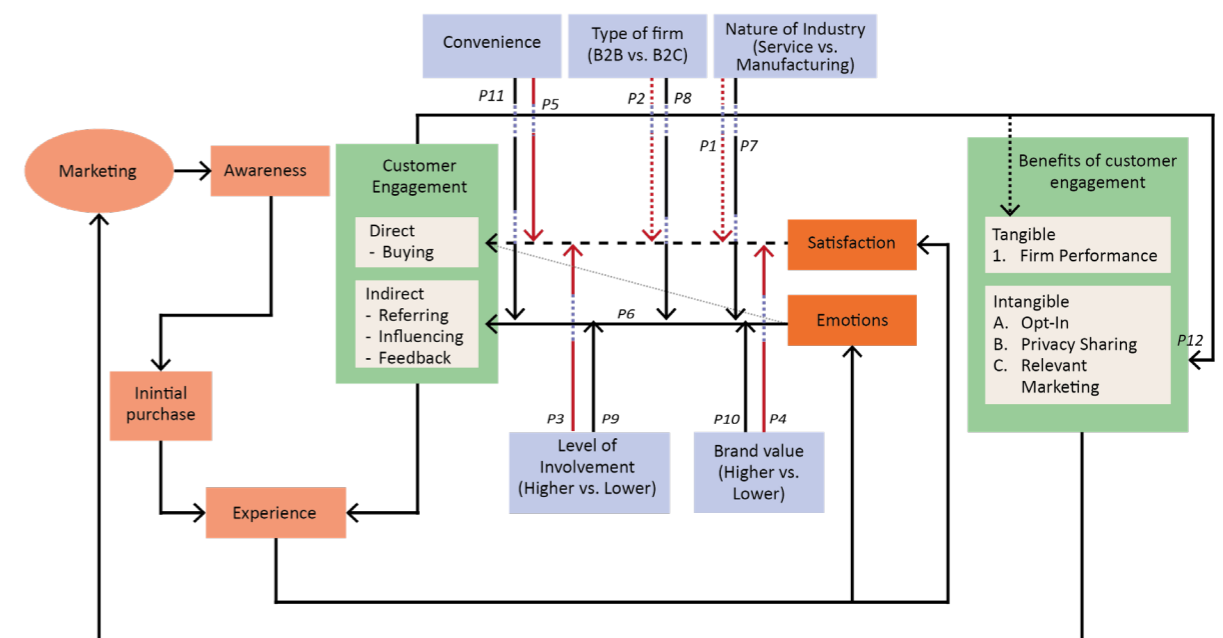 Convenience
Type of firm
(B2B vs. B2C)
Nature of Industry
(Service vs.
Manufacturing)
P11
P5
P2
P8
P1
P7
Marketing
Awareness
Customer
Engagement
Direct
- Buying
Indirect
- Referring
- Influencing
- Feedback
P6
Satisfaction
Emotions
Benefits of customer
engagement
Tangible
1. Firm Performance
Intangible
A. Opt-In
B. Privacy Sharing
C. Relevant
Marketing
P12
Inintial
purchase
P3
P9
P10
P4
Level of
Involvement
(Higher vs. Lower)
Brand value
(Higher vs.
Lower)
Experience